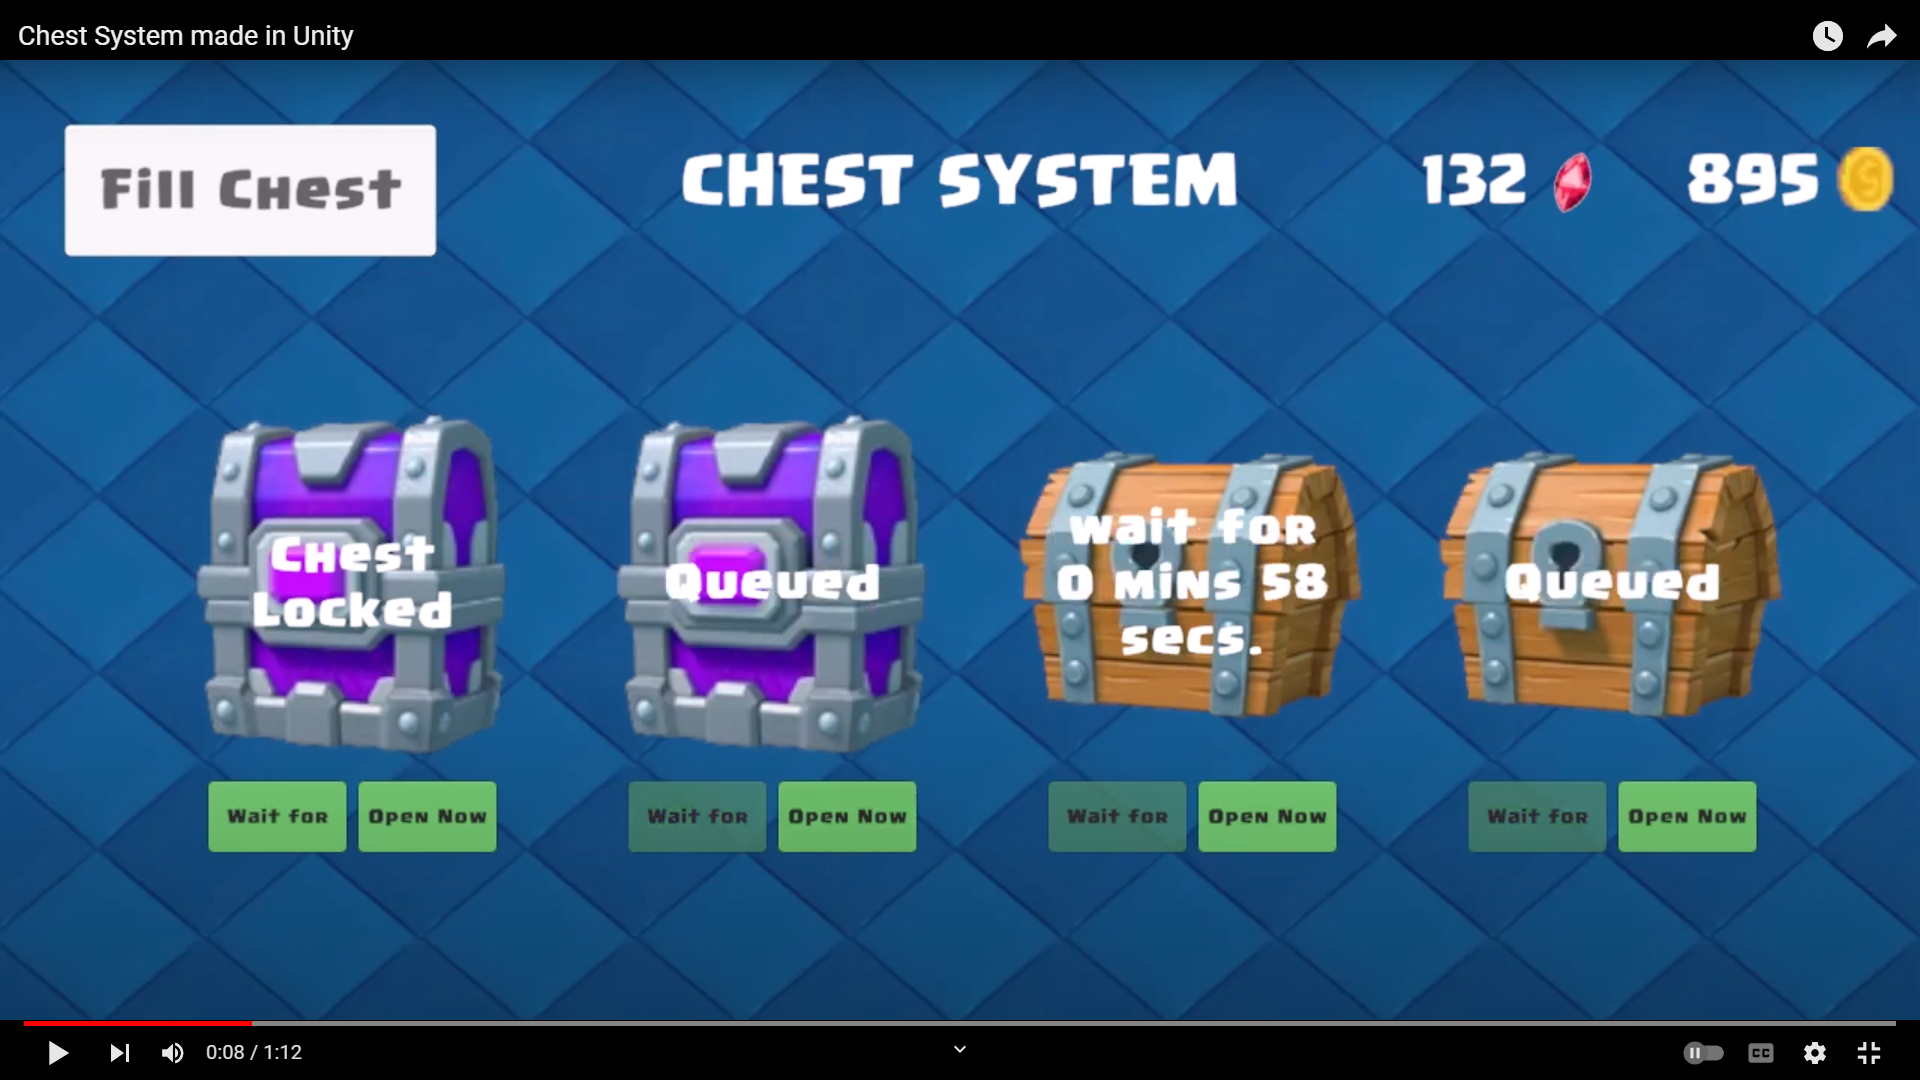 Chest System made in Unity
Fill Chest
CHEST SYSTEM
132
895
Chest
Locked
Queued
Wait for
0 mins 58
secs.
Queued
Wait for
Open Now
Wait for
Open Now
Wait for
Open Now
Wait for
Open Now
0:08 / 1:12
CC